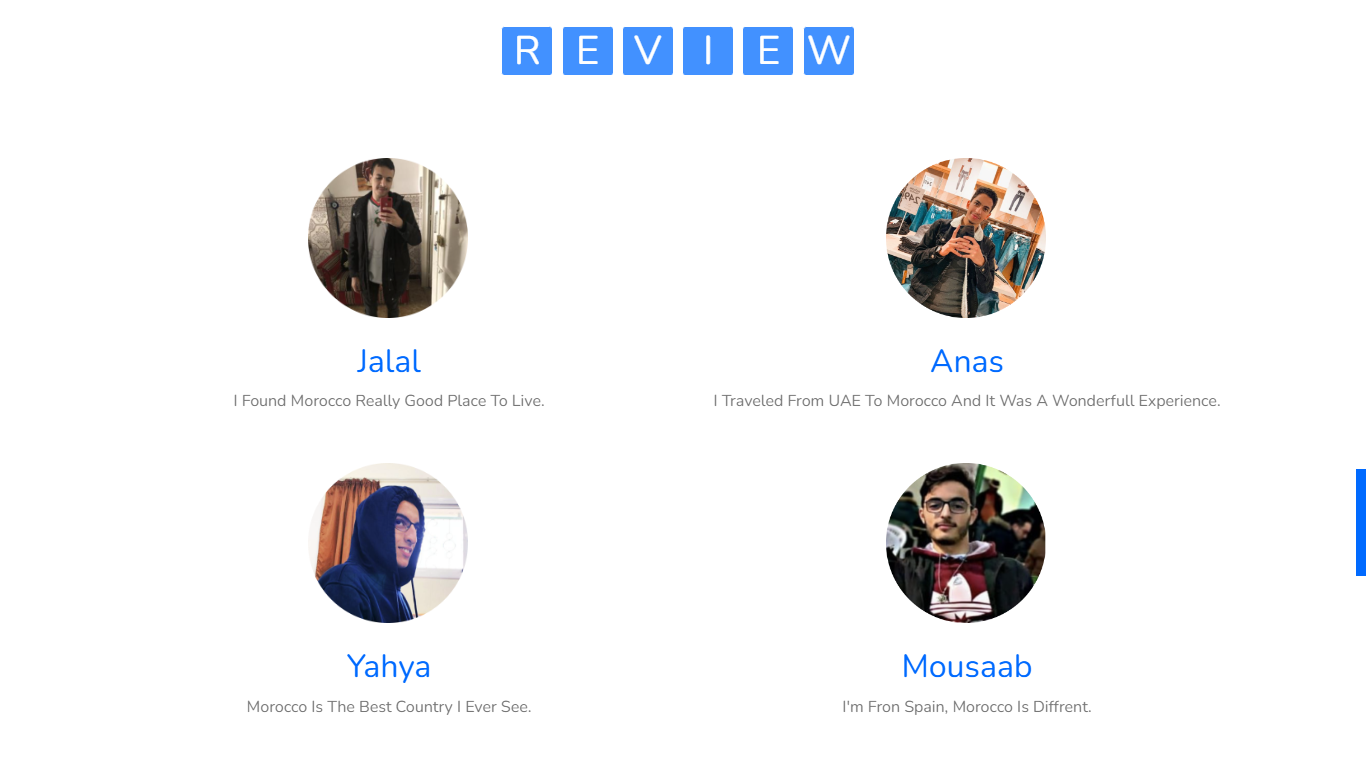 REVIEW
Jalal
I Found Morocco Really Good Place To Live.
Anas
I Traveled From UAE To Morocco And It Was A Wonderfull Experience.
Yahya
Morocco Is The Best Country I Ever See.
Mousaab
I'm Fron Spain, Morocco Is Diffrent.